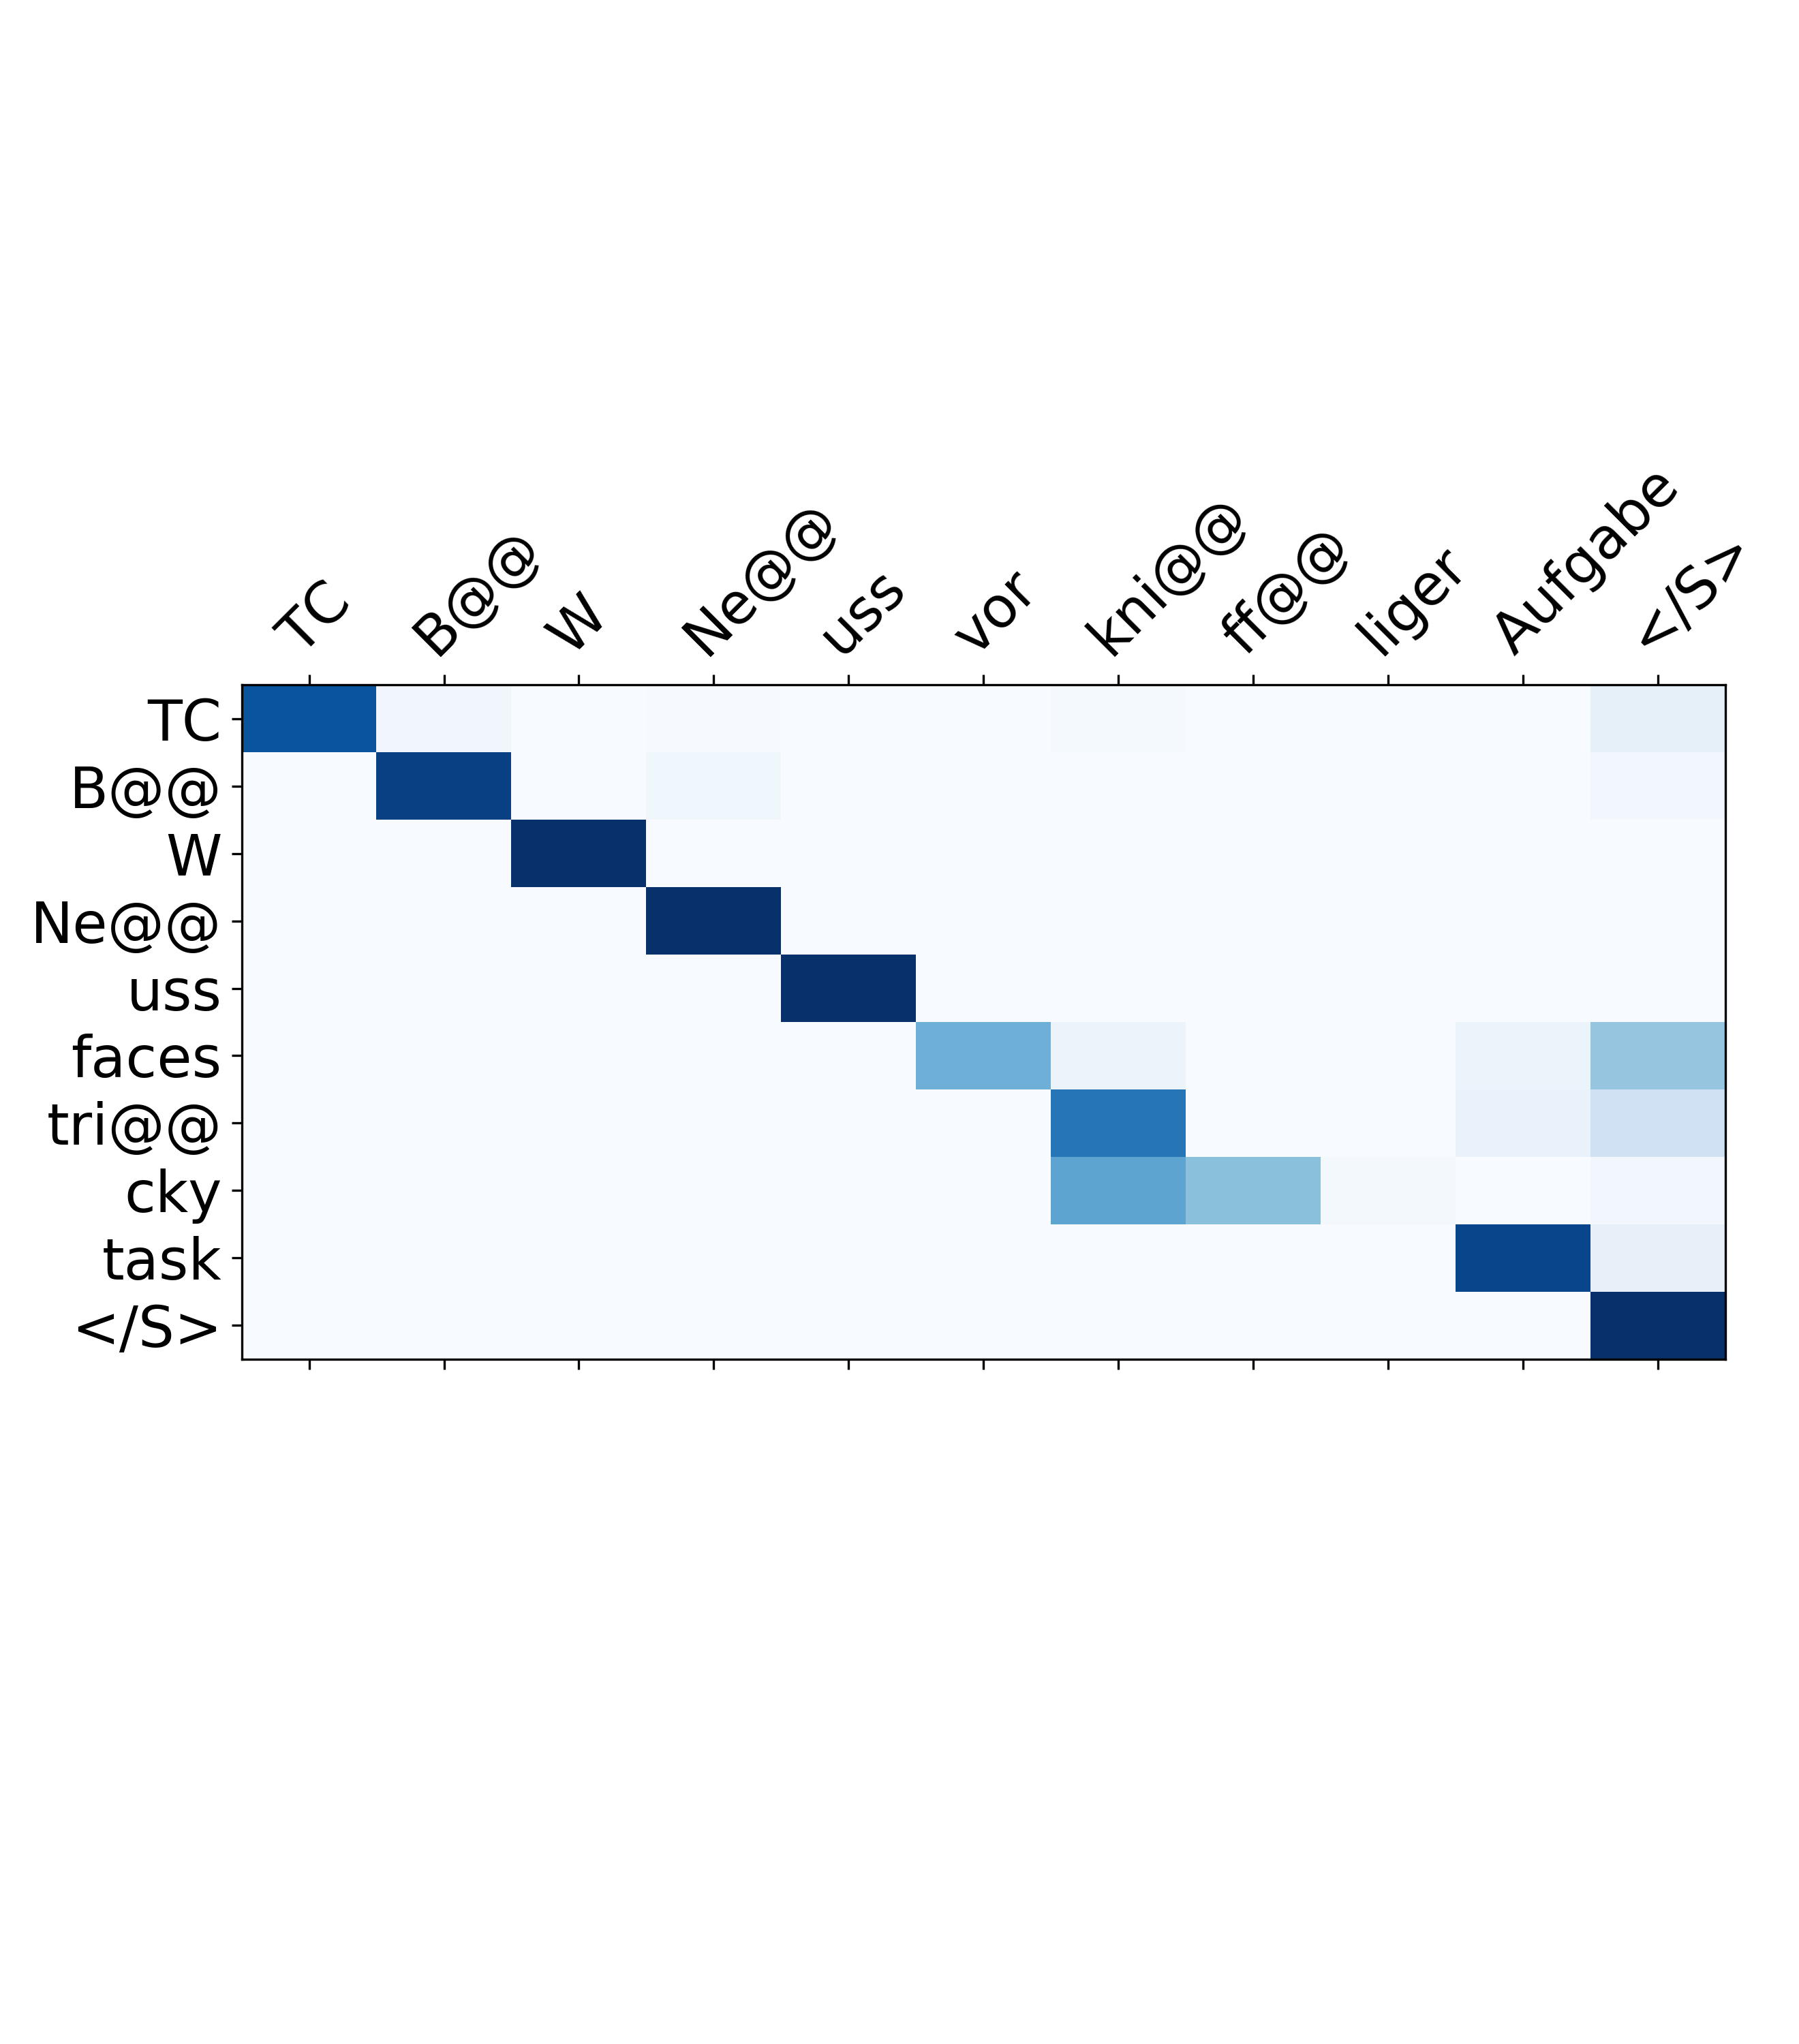 TC B@@ W Ne@@ uss vor kni@@ ff@@ liger Aufgabe </S>
TC
B@@
W
Ne@@
uss
faces
tri@@
cky
task
</S>